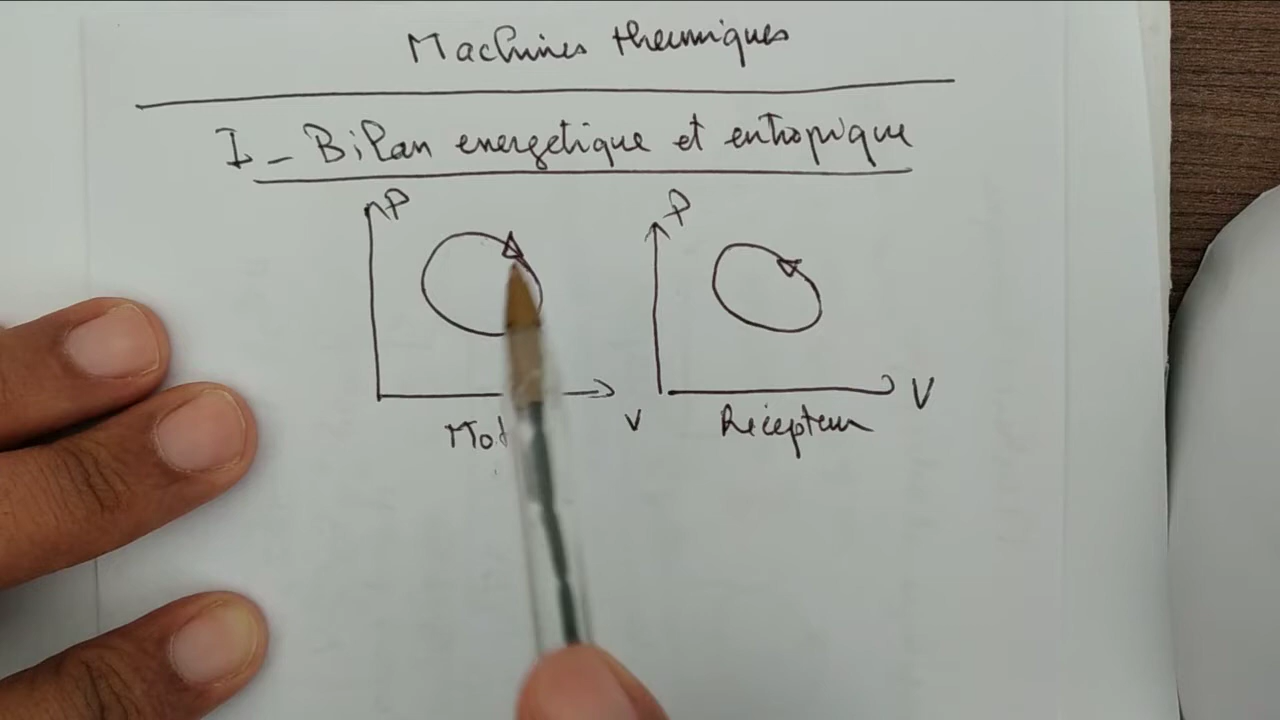 Machines thermiques
I - Bilan energetique et entropique
P P
V V
Récepteur